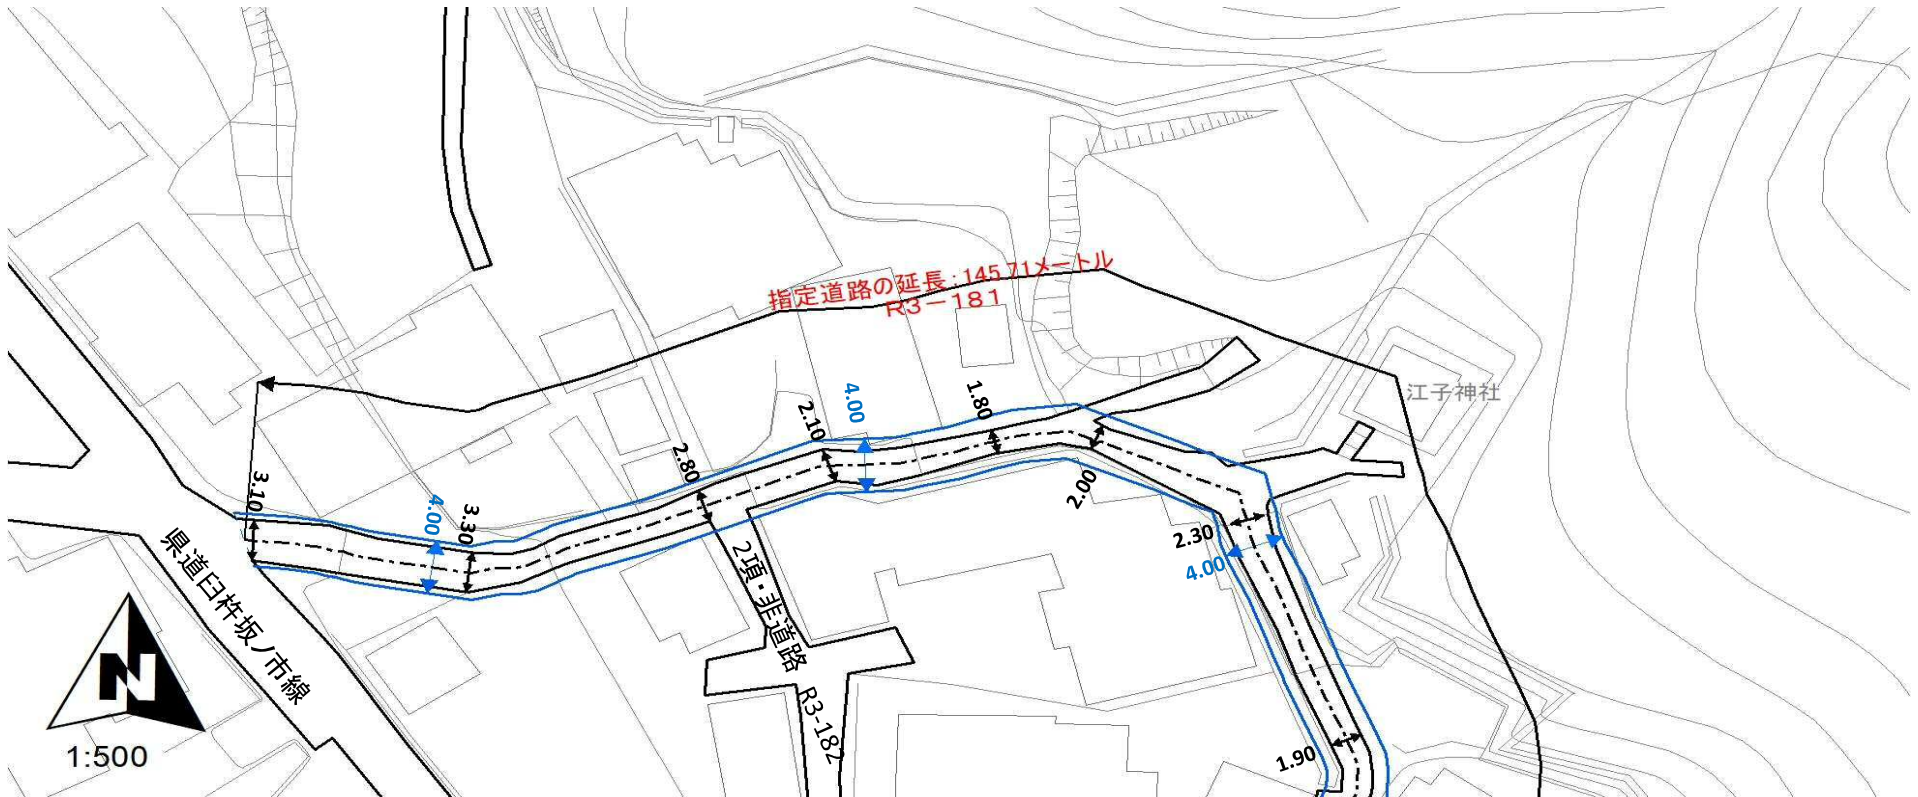 指定道路の延長:145.71メートル
R3-181
江子神社
3.10
4.00
3.30
2.80
2.10
4.00
1.80
2.00
2.30
4.00
1.90
2項・非道路 R3-182
県道臼杵坂ノ市線
N
1:500